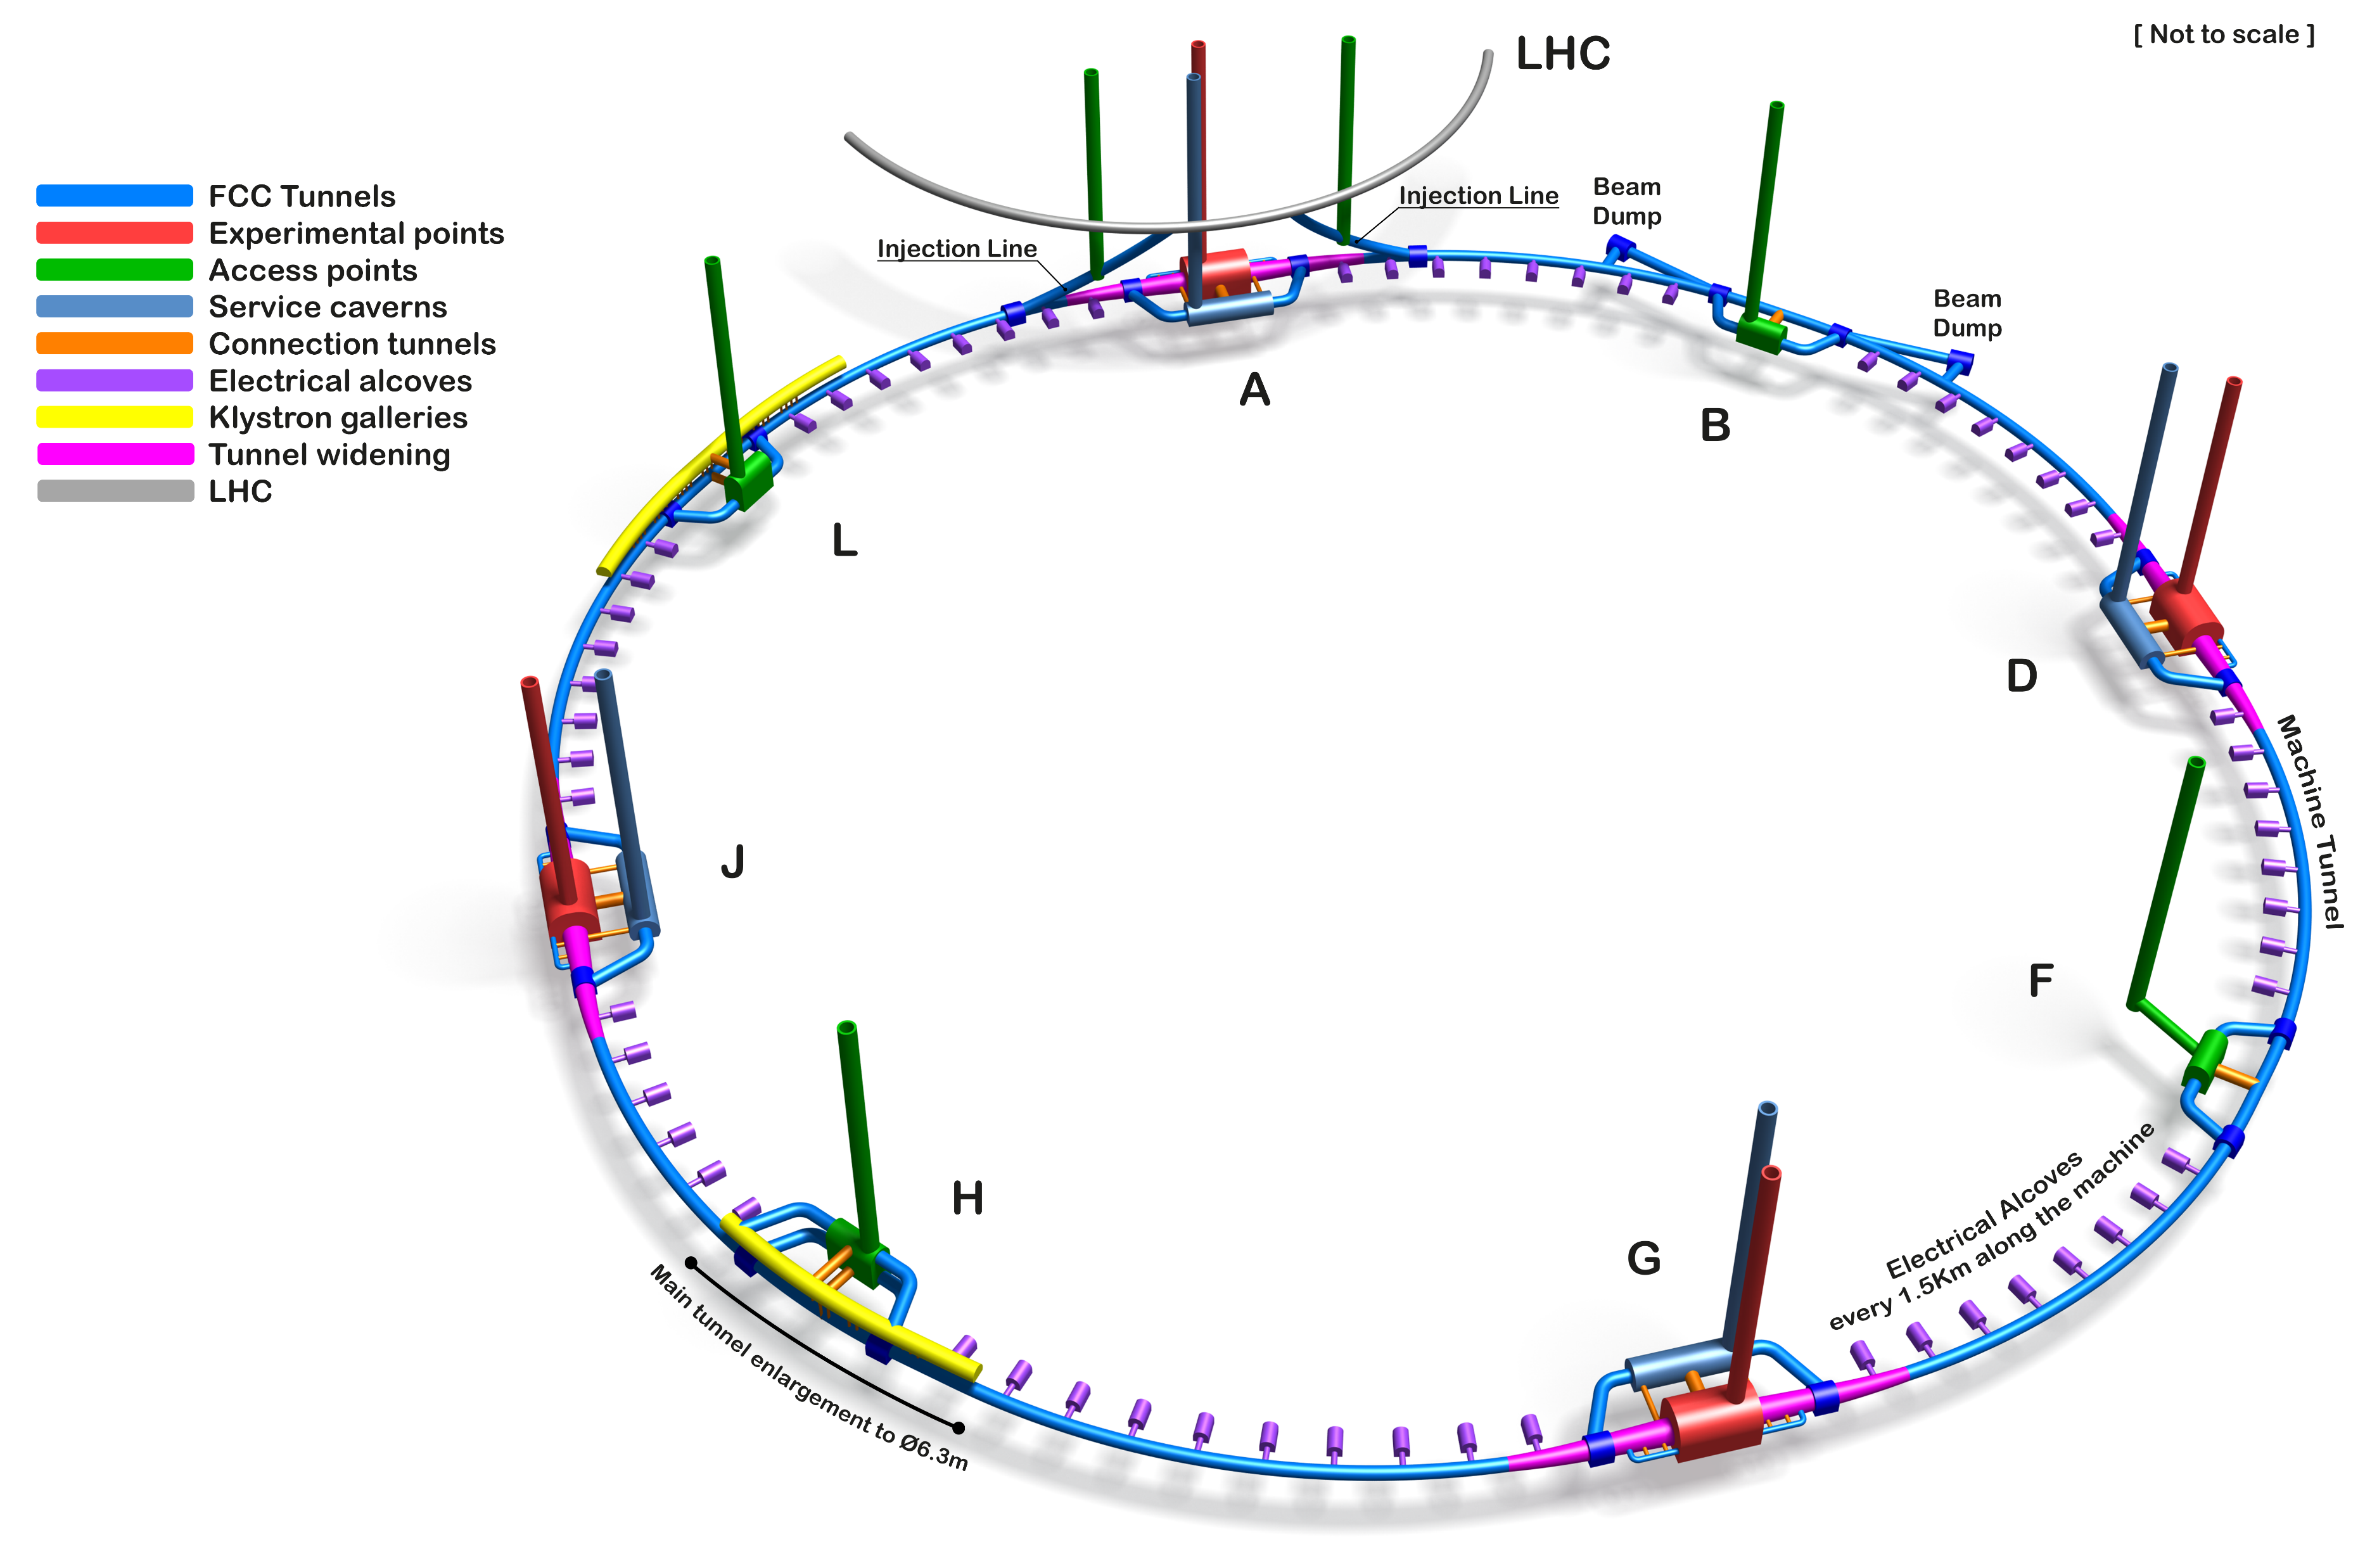 [ Not to scale ]
LHC
Injection Line
Injection Line
Beam
Dump
Beam
Dump
FCC Tunnels
Experimental points
Access points
Service caverns
Connection tunnels
Electrical alcoves
Klystron galleries
Tunnel widening
LHC
A
B
L
D
Machine Tunnel
J
F
H
G
Electrical Alcoves
every 1.5Km along the machine
Main tunnel enlargement to Ø6.3m